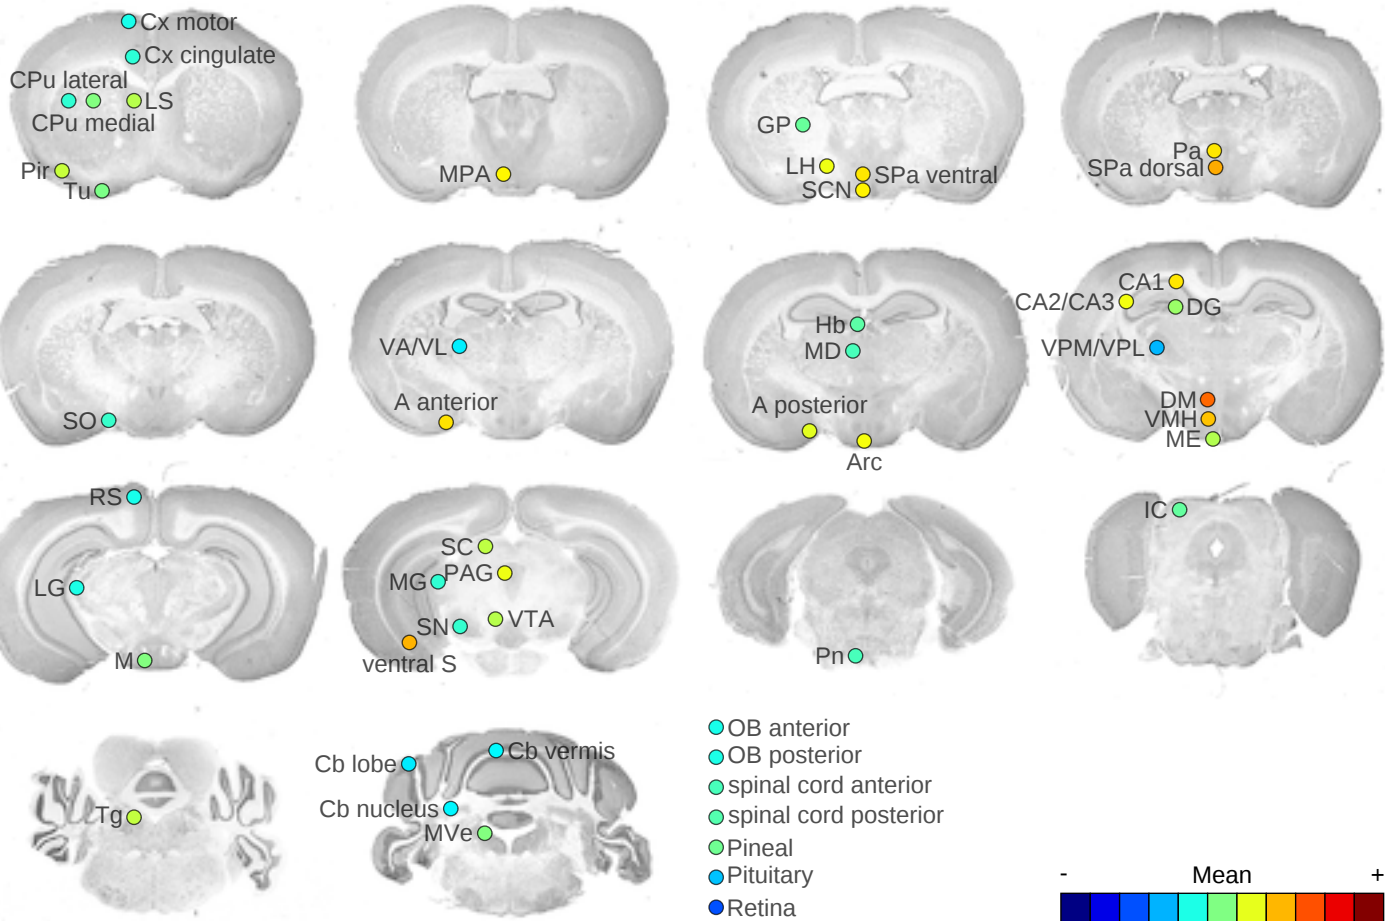 Cx motor
Cx cingulate
CPu lateral
LS
CPu medial
Pir
Tu
MPA
GP
LH
SPa ventral
SCN
Pa
SPa dorsal
SO
VA/VL
A anterior
Hb
MD
A posterior
Arc
CA1
CA2/CA3
DG
VPM/VPL
DM
VMH
ME
RS
LG
M
SC
MG
PAG
SN
VTA
ventral S
Pn
IC
Tg
Cb lobe
Cb vermis
Cb nucleus
MVe
OB anterior
OB posterior
spinal cord anterior
spinal cord posterior
Pineal
Pituitary
Retina
- Mean +